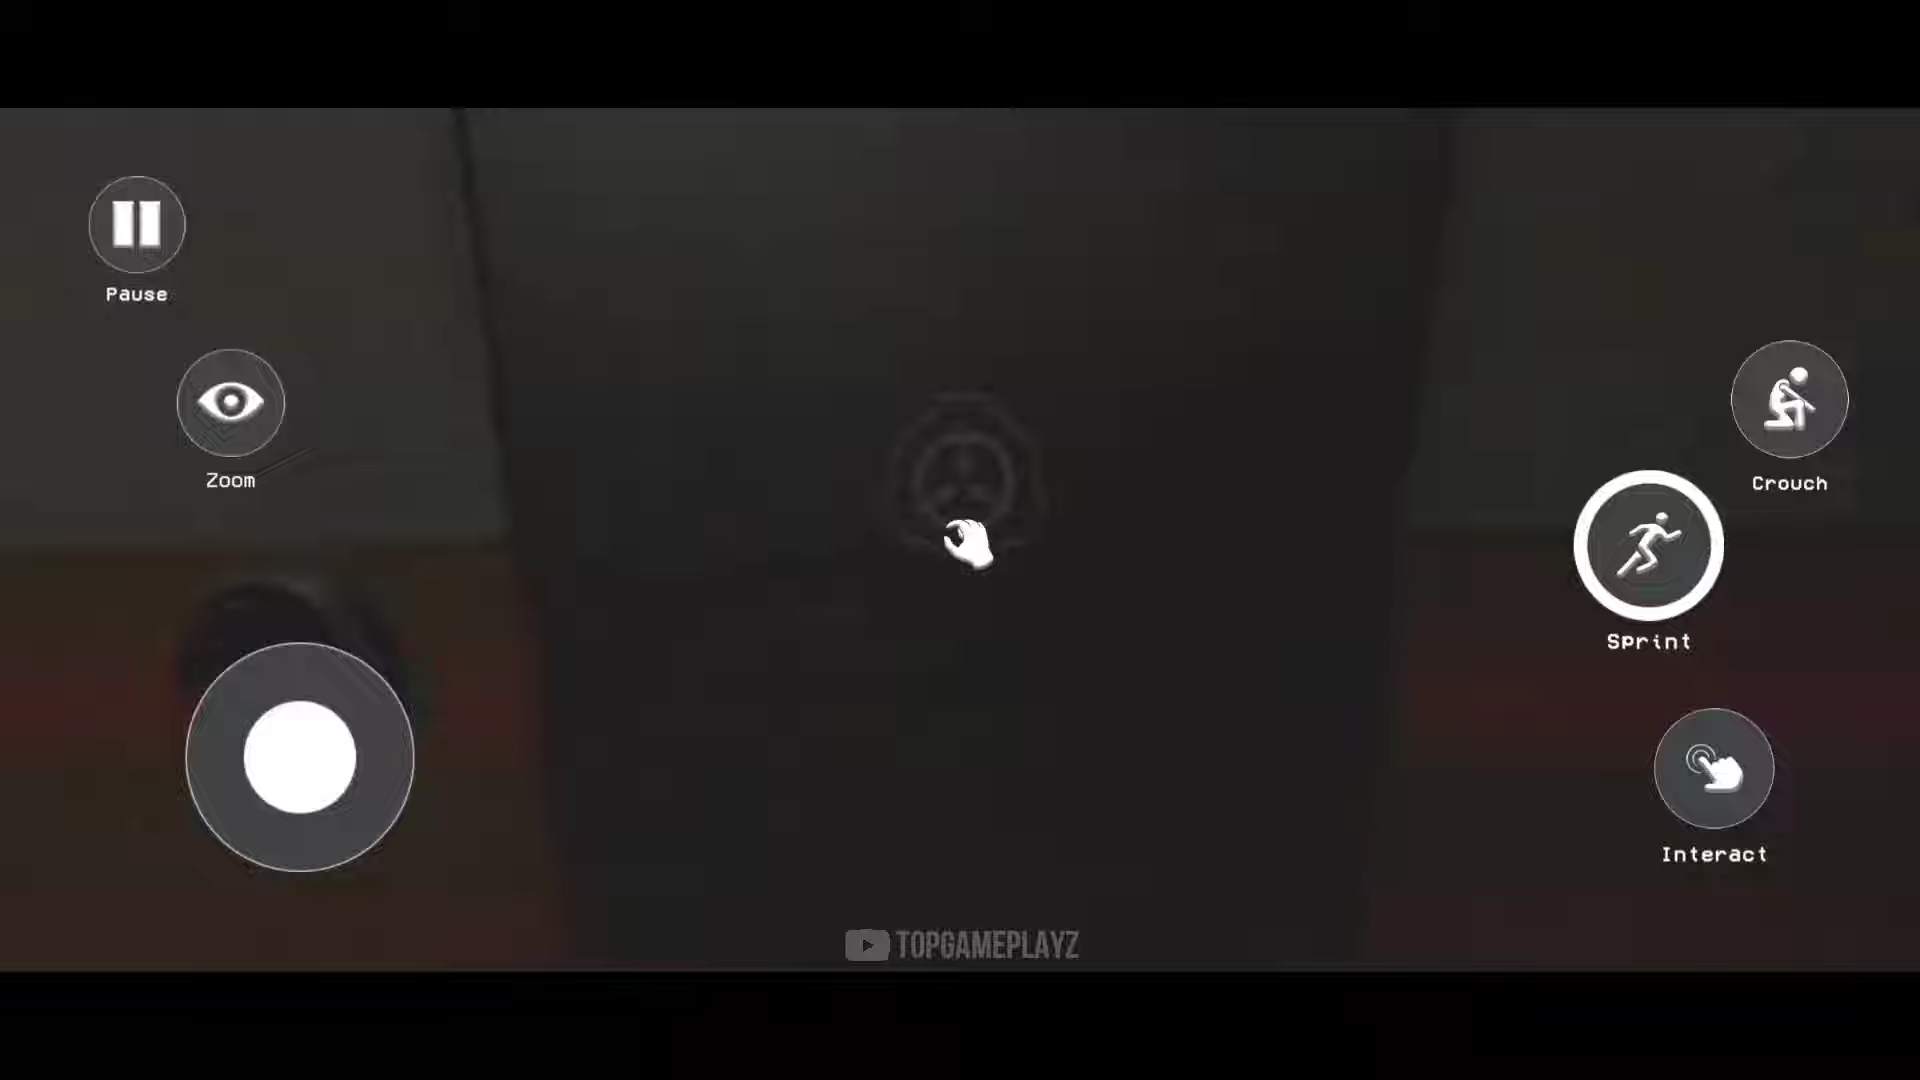 Pause
Zoom
Crouch
Sprint
Interact
TOPGAMEPLAYZ